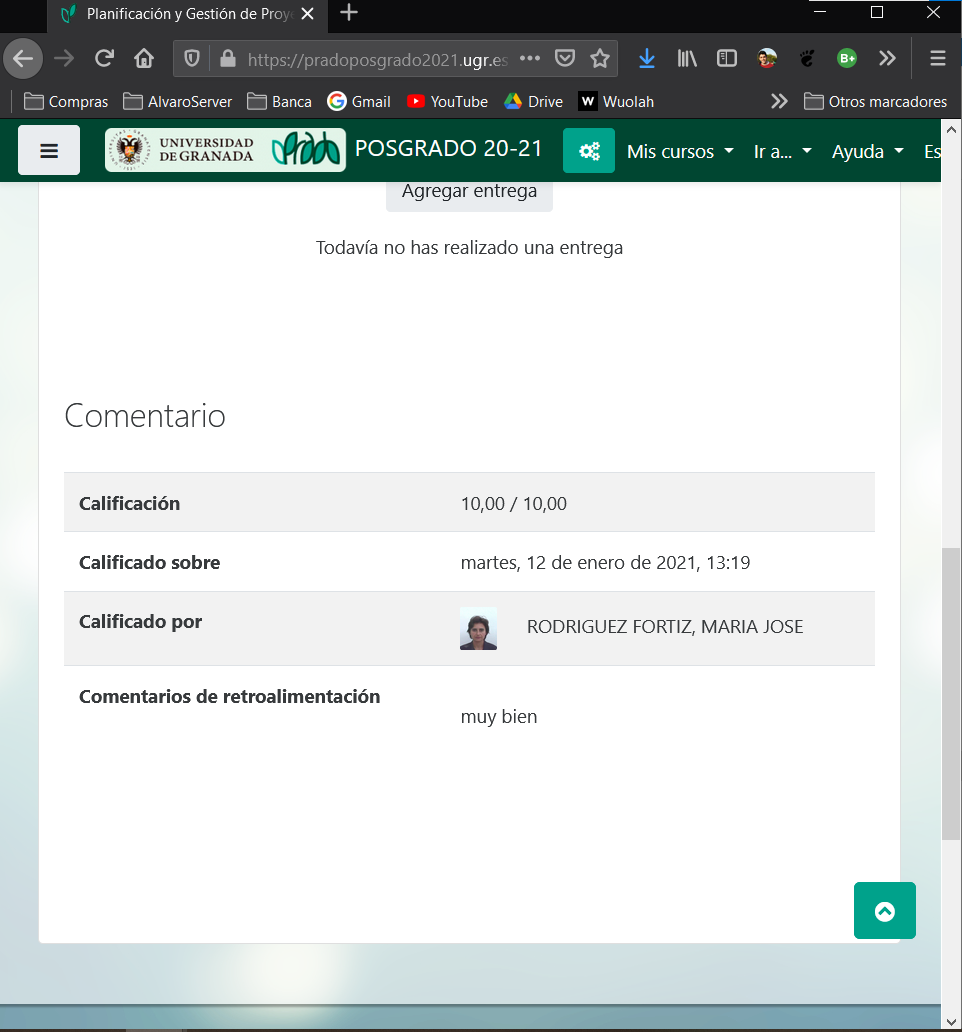 Planificación y Gestión de Proye
https://pradoposgrado2021.ugr.es
Compras AlvaroServer Banca Gmail YouTube Drive Wuolah Otros marcadores
UNIVERSIDAD DE GRANADA prado POSGRADO 20-21 Mis cursos Ir a... Ayuda Es
Agregar entrega
Todavía no has realizado una entrega
Comentario
Calificación 10,00 / 10,00
Calificado sobre martes, 12 de enero de 2021, 13:19
Calificado por RODRIGUEZ FORTIZ, MARIA JOSE
Comentarios de retroalimentación
muy bien